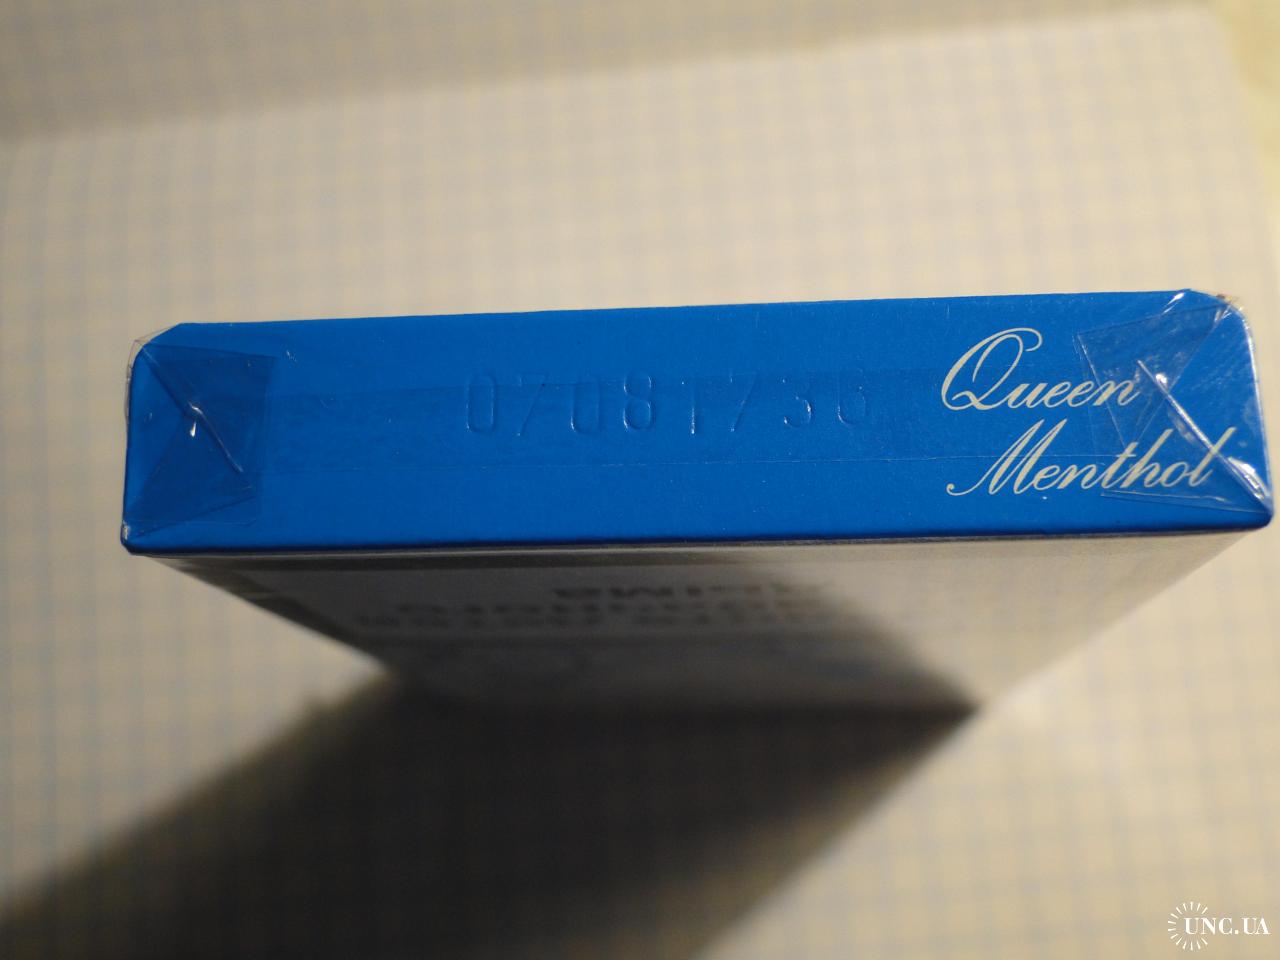 07081736
Queen
Menthol
UNC.UA